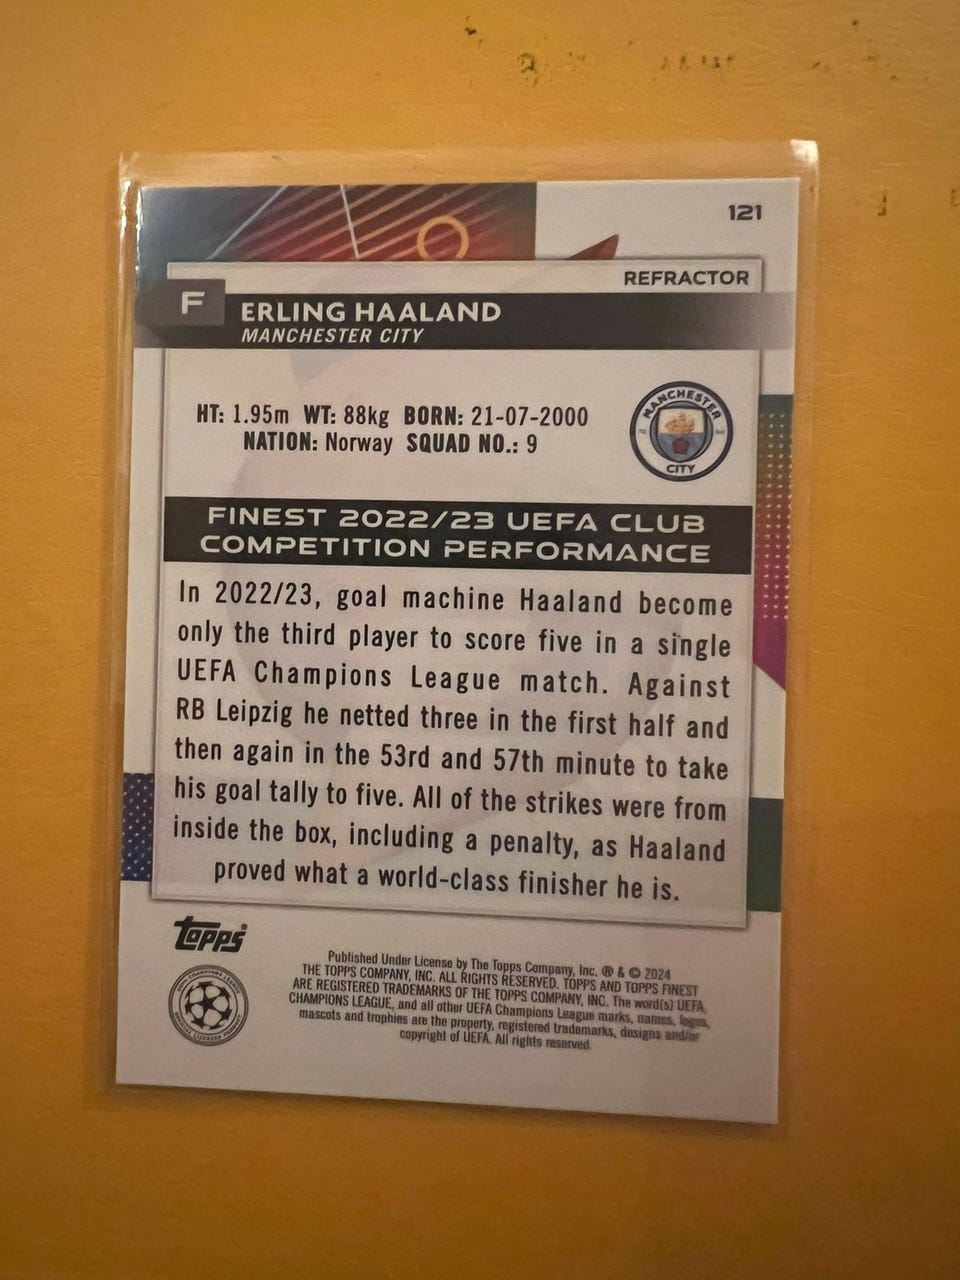 121
REFRACTOR
F
ERLING HAALAND
MANCHESTER CITY
HT: 1.95m WT: 88kg BORN: 21-07-2000
NATION: Norway SQUAD NO.: 9
MANCHESTER
CITY
FINEST 2022/23 UEFA CLUB
COMPETITION PERFORMANCE
In 2022/23, goal machine Haaland become
only the third player to score five in a single
UEFA Champions League match. Against
RB Leipzig he netted three in the first half and
then again in the 53rd and 57th minute to take
his goal tally to five. All of the strikes were from
inside the box, including a penalty, as Haaland
proved what a world-class finisher he is.
Topps®
Published Under License by The Topps Company, Inc. ® & © 2024
THE TOPPS COMPANY, INC. ALL RIGHTS RESERVED. TOPPS AND TOPPS FINEST
ARE REGISTERED TRADEMARKS OF THE TOPPS COMPANY, INC. The word(s) UEFA,
CHAMPIONS LEAGUE, and all other UEFA Champions League marks, names, logos,
mascots and trophies are the property, registered trademarks, designs and/or
copyright of UEFA. All rights reserved.